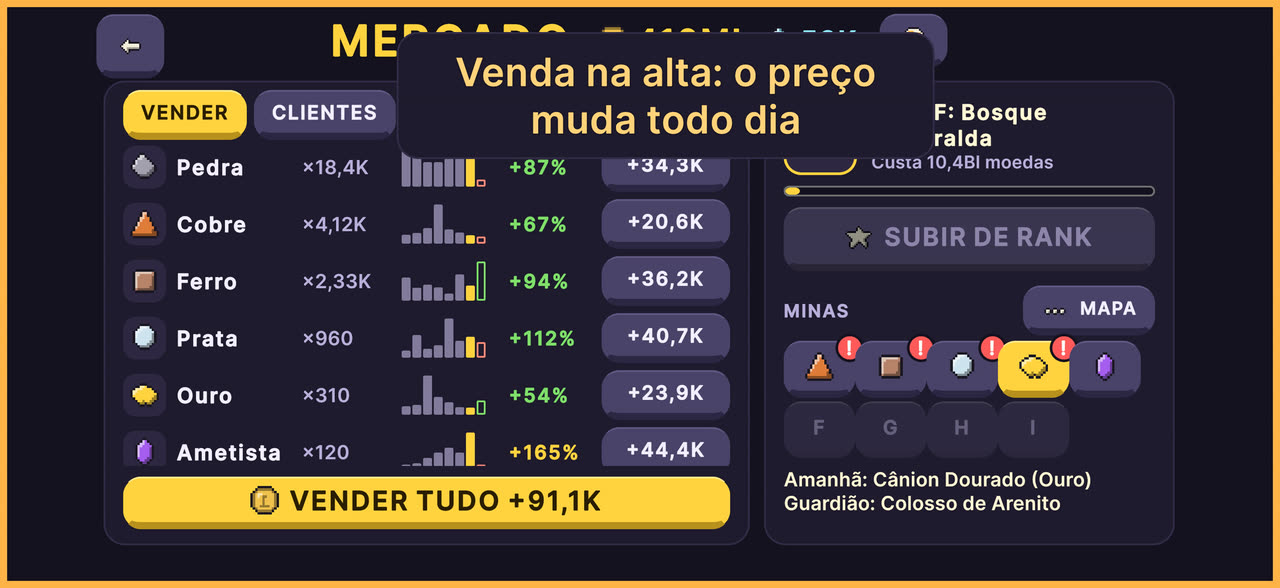 MERCADO
Venda na alta: o preço
muda todo dia
VENDER
CLIENTES
F: Bosque
ralda
Custa 10,4BI moedas
Pedra ×18,4K +87% +34,3K
Cobre ×4,12K +67% +20,6K
Ferro ×2,33K +94% +36,2K
Prata ×960 +112% +40,7K
Ouro ×310 +54% +23,9K
Ametista ×120 +165% +44,4K
VENDER TUDO +91,1K
SUBIR DE RANK
MINAS
... MAPA
! ! ! !
F G H I
Amanhã: Cânion Dourado (Ouro)
Guardião: Colosso de Arenito